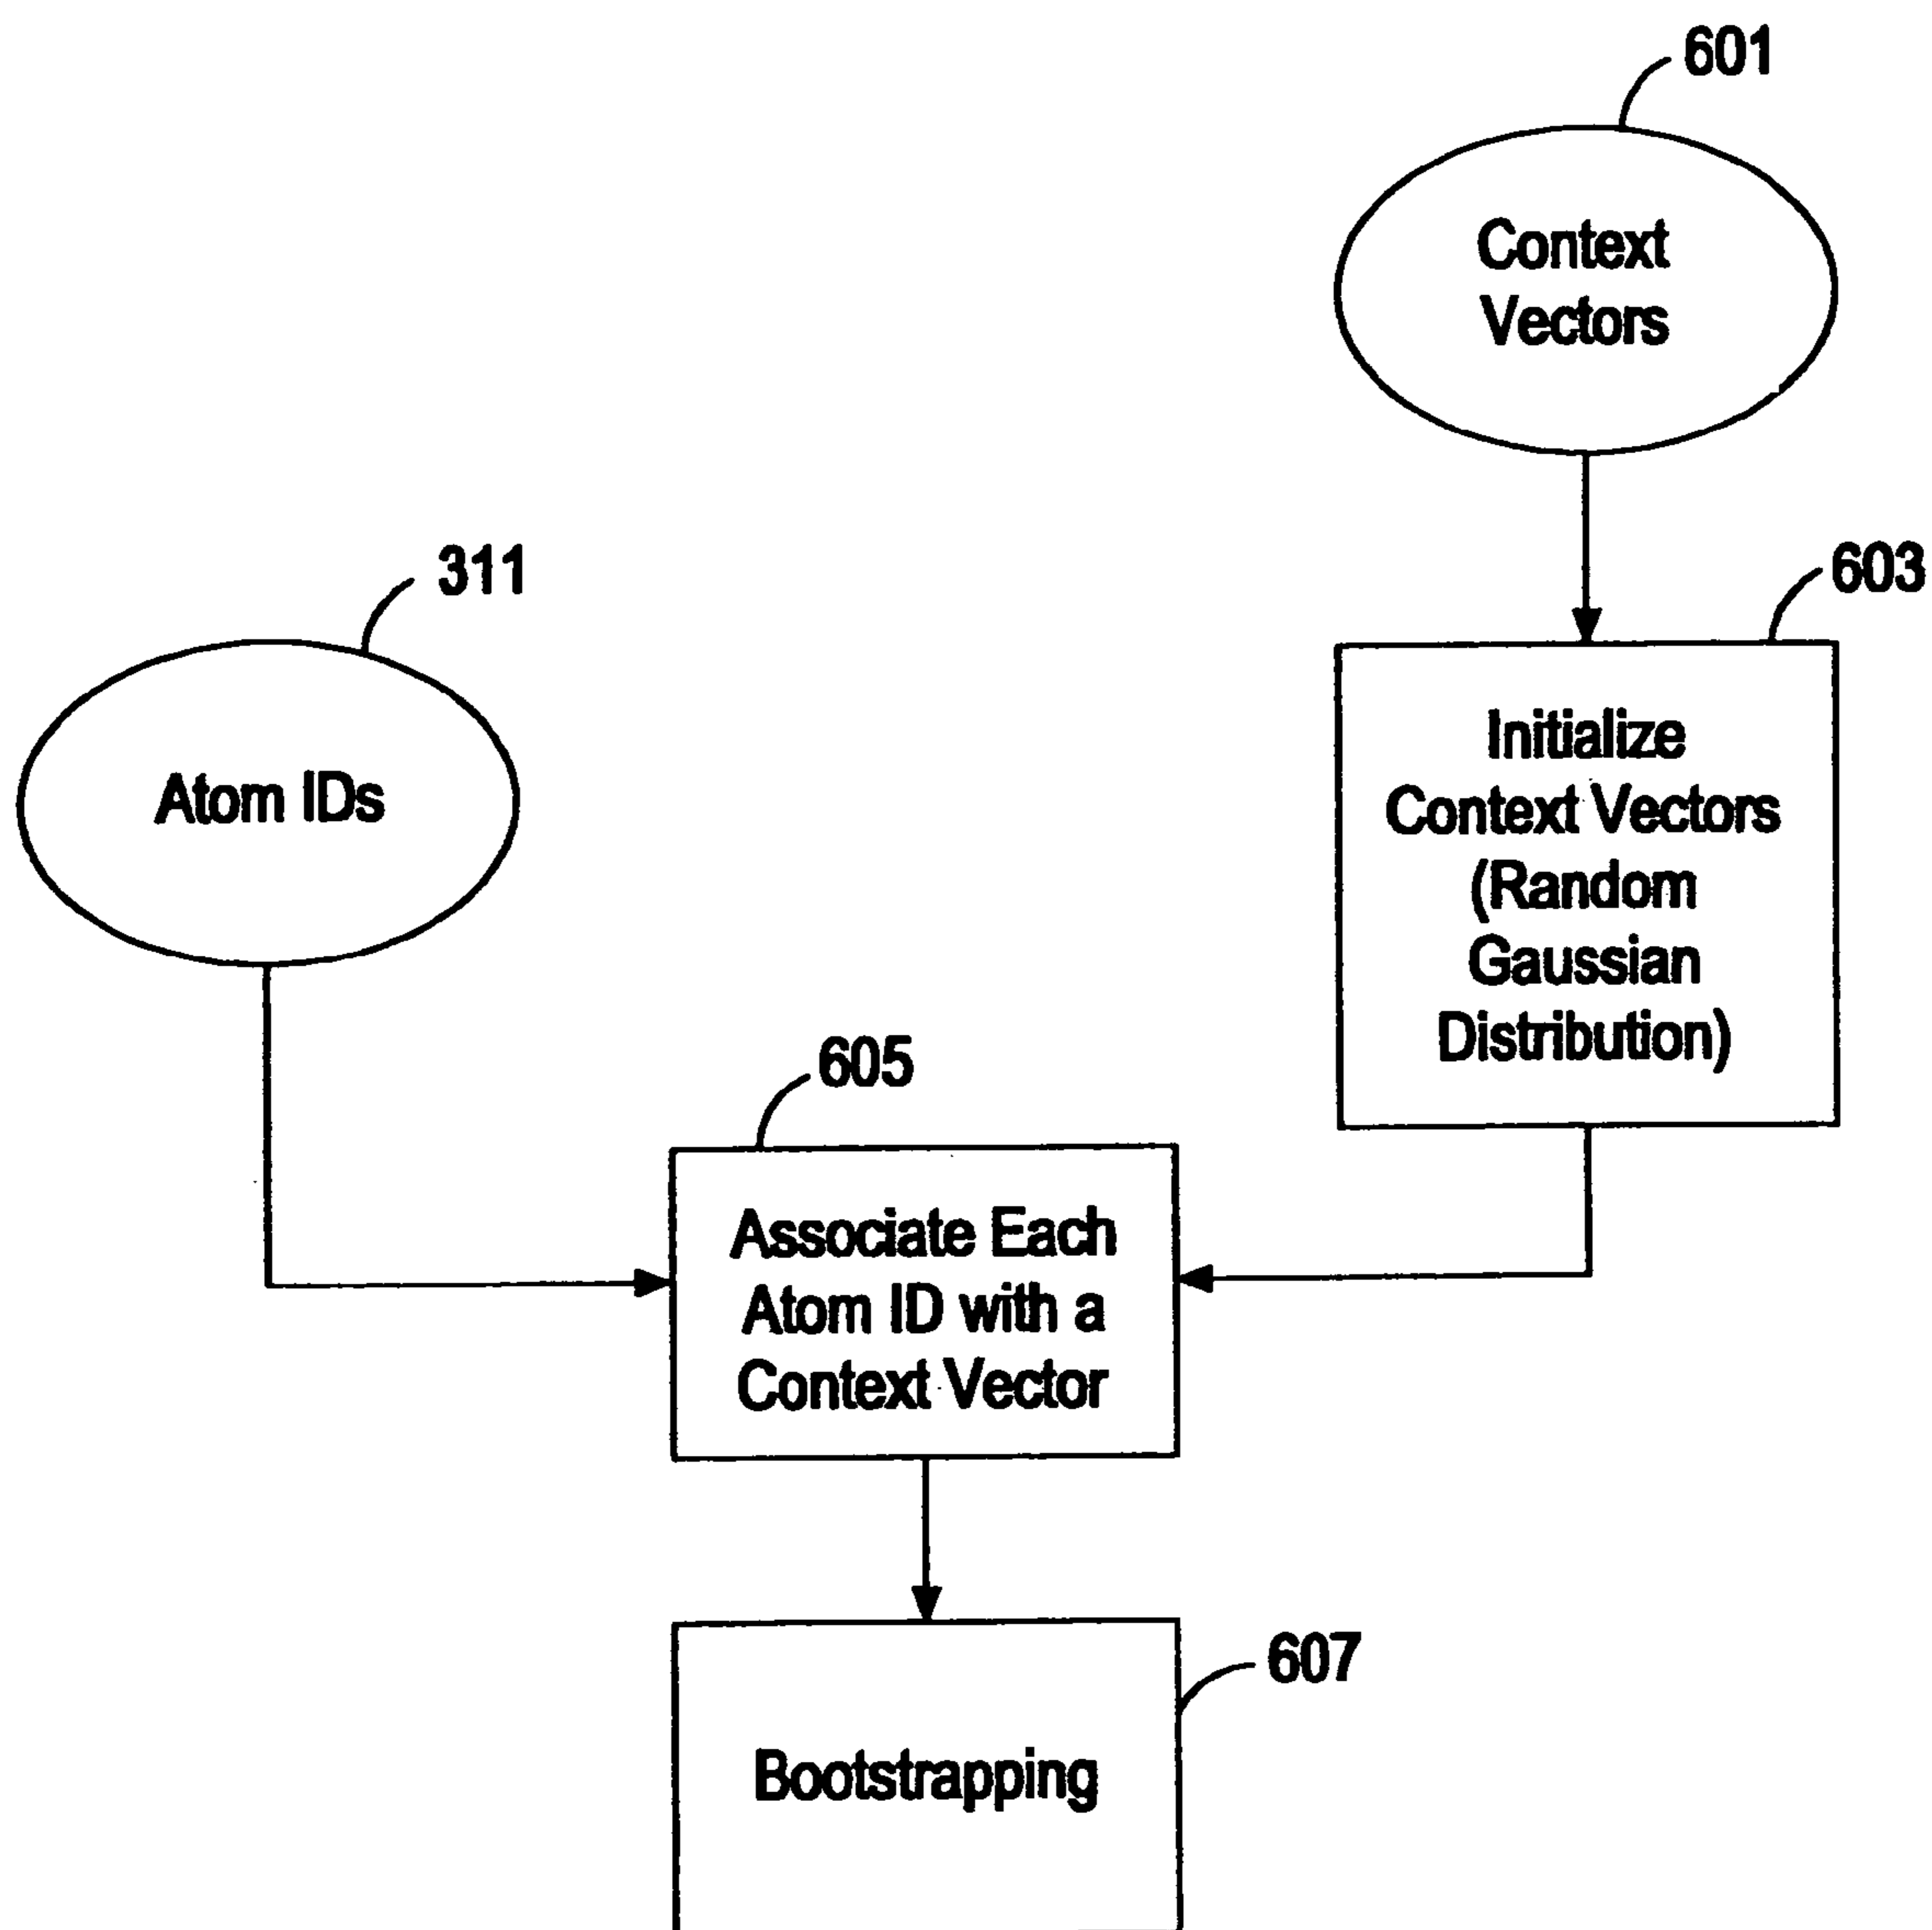 601
Context
Vectors
311
603
Atom IDs
Initialize
Context Vectors
(Random
Gaussian
Distribution)
605
Associate Each
Atom ID with a
Context Vector
607
Bootstrapping